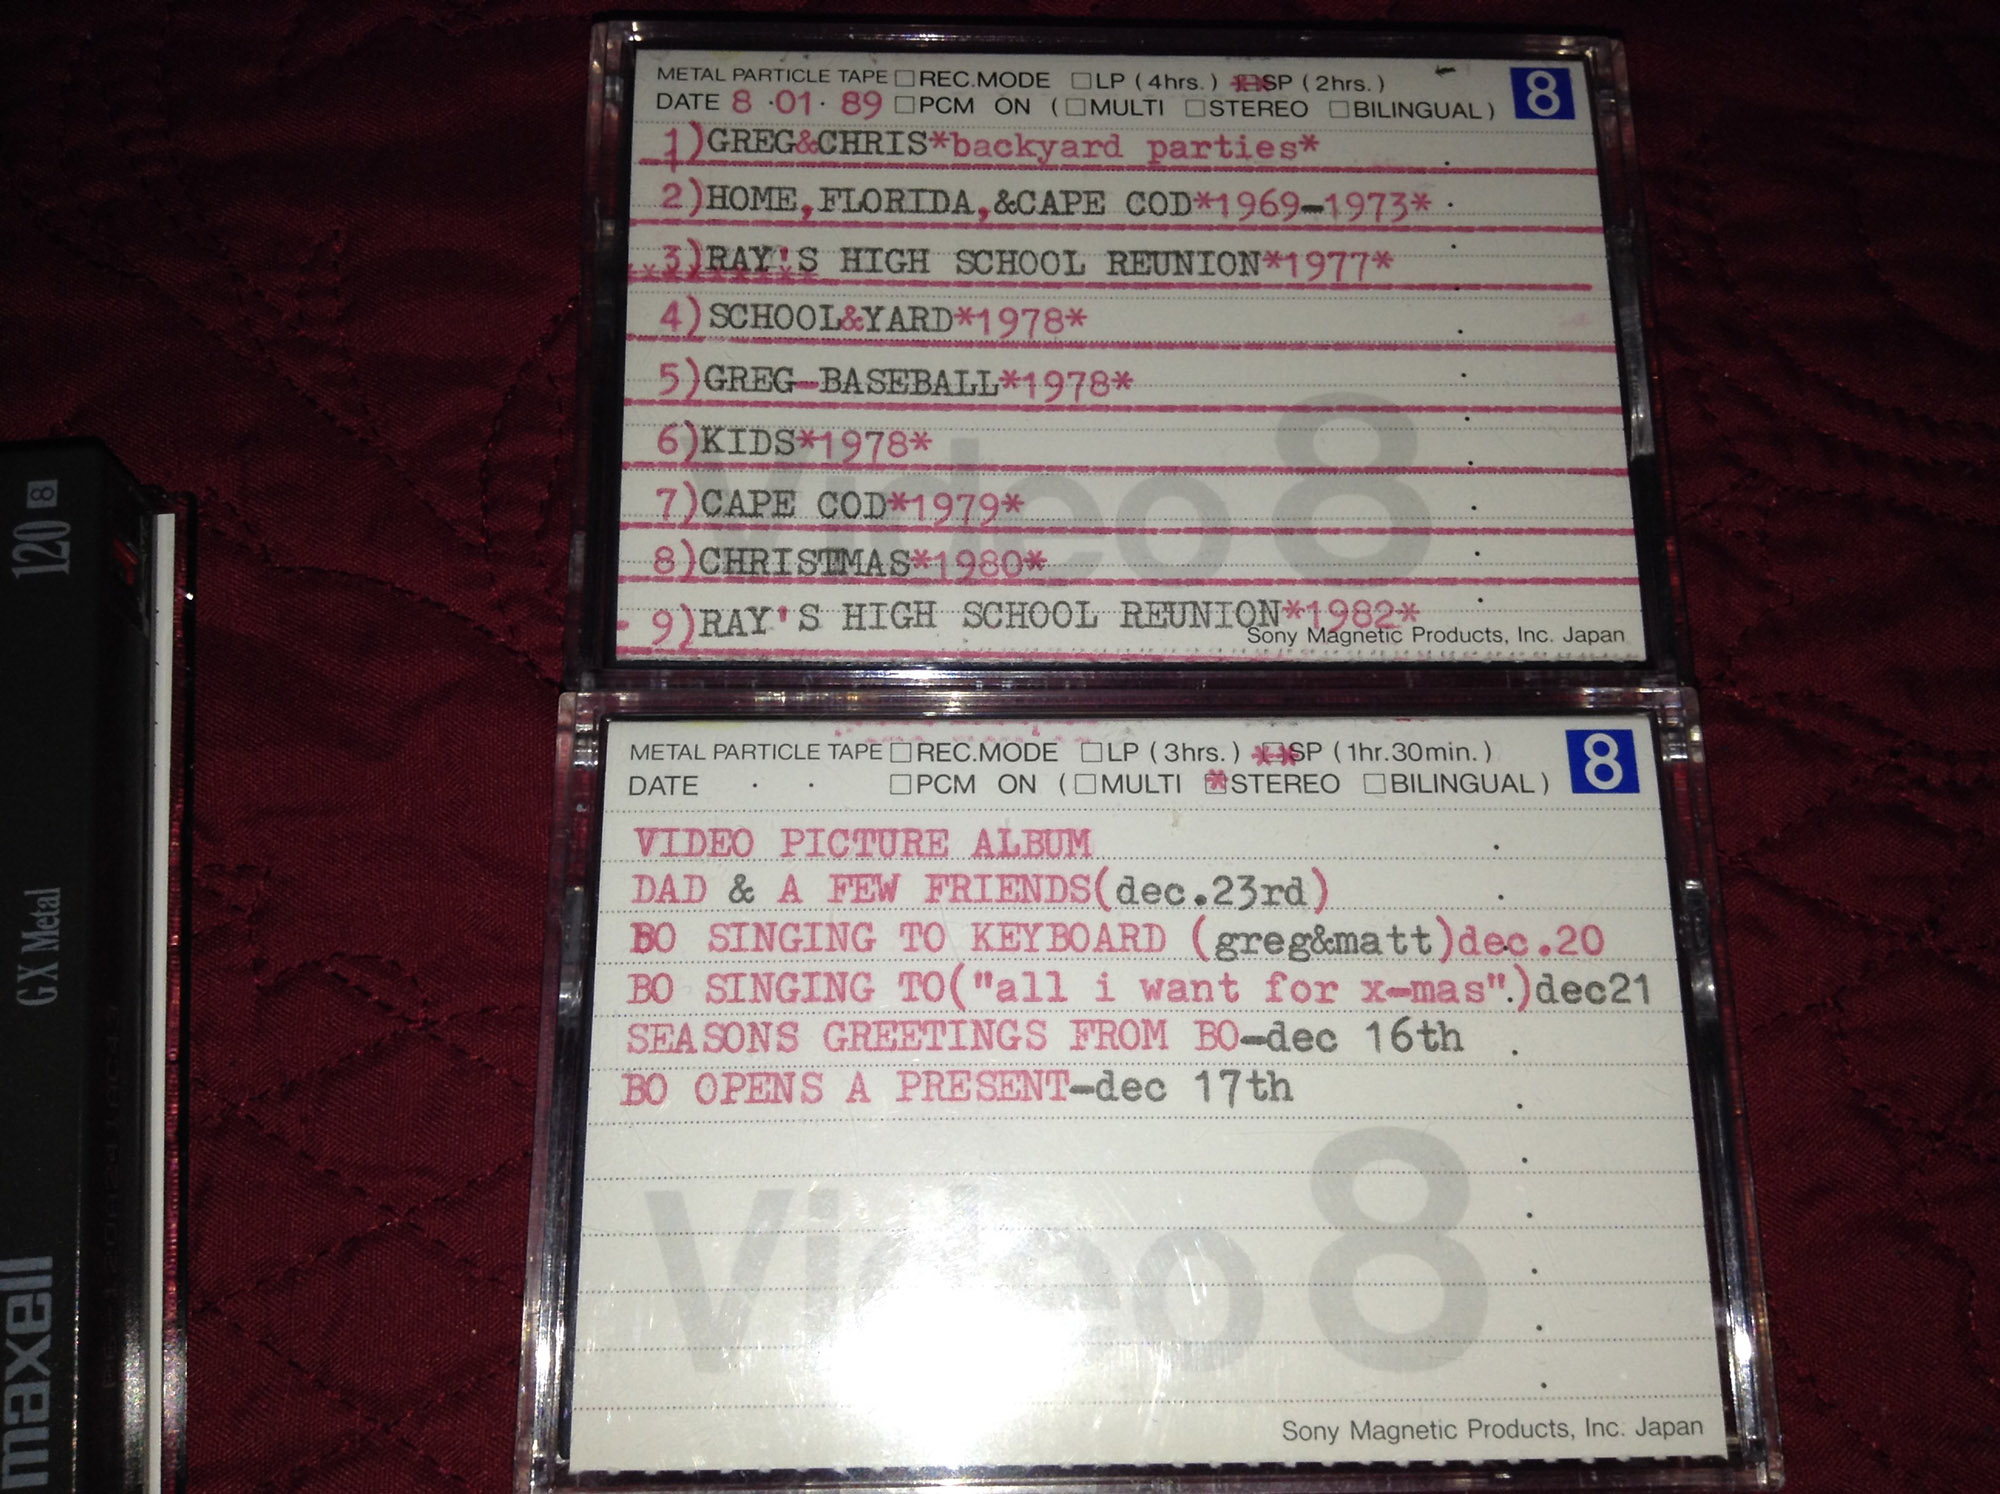 METAL PARTICLE TAPE □REC.MODE □LP (4hrs.) □SP (2hrs.)
8
DATE 8 ·01· 89 □PCM ON (□MULTI □STEREO □BILINGUAL)
1)GREG&CHRIS*backyard parties*
2)HOME,FLORIDA,&CAPE COD*1969-1973*
3)RAY'S HIGH SCHOOL REUNION*1977*
4)SCHOOL&YARD*1978*
5)GREG-BASEBALL*1978*
6)KIDS*1978*
7)CAPE COD*1979*
8)CHRISTMAS*1980*
9)RAY'S HIGH SCHOOL REUNION*1982*
Video 8
Sony Magnetic Products, Inc. Japan
METAL PARTICLE TAPE □REC.MODE □LP (3hrs.) □SP (1hr.30min.)
8
DATE · · □PCM ON (□MULTI □STEREO □BILINGUAL)
VIDEO PICTURE ALBUM
DAD & A FEW FRIENDS(dec.23rd)
BO SINGING TO KEYBOARD (greg&matt)dec.20
BO SINGING TO("all i want for x-mas".)dec21
SEASONS GREETINGS FROM BO-dec 16th
BO OPENS A PRESENT-dec 17th
Video 8
Sony Magnetic Products, Inc. Japan
maxell GX Metal 120 8